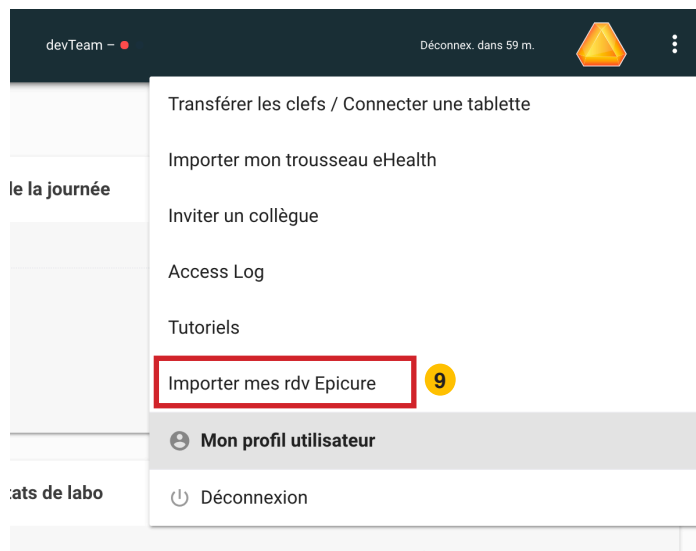 devTeam –
Déconnex. dans 59 m.
Transférer les clefs / Connecter une tablette
Importer mon trousseau eHealth
le la journée
Inviter un collègue
Access Log
Tutoriels
Importer mes rdv Epicure
9
Mon profil utilisateur
tats de labo
Déconnexion